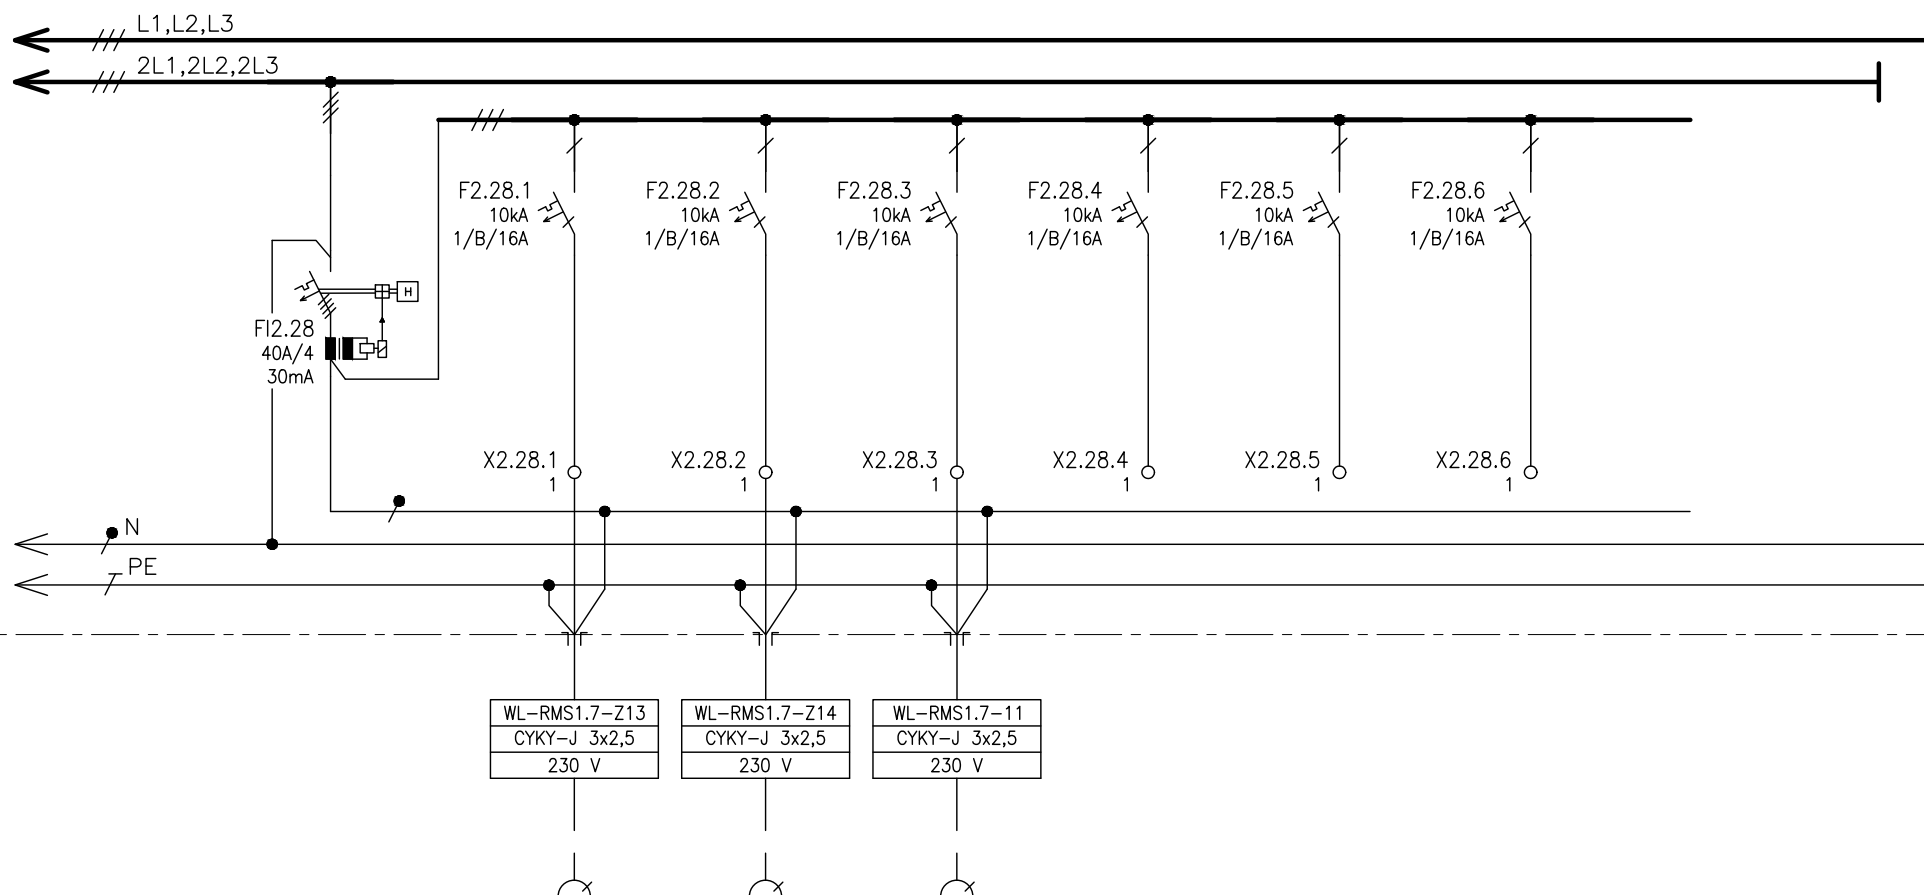 L1,L2,L3
2L1,2L2,2L3
F2.28.1
10kA
1/B/16A
F2.28.2
10kA
1/B/16A
F2.28.3
10kA
1/B/16A
F2.28.4
10kA
1/B/16A
F2.28.5
10kA
1/B/16A
F2.28.6
10kA
1/B/16A
H
FI2.28
40A/4
30mA
X2.28.1
1
X2.28.2
1
X2.28.3
1
X2.28.4
1
X2.28.5
1
X2.28.6
1
N
PE
WL-RMS1.7-Z13
CYKY-J 3x2,5
230 V
WL-RMS1.7-Z14
CYKY-J 3x2,5
230 V
WL-RMS1.7-11
CYKY-J 3x2,5
230 V